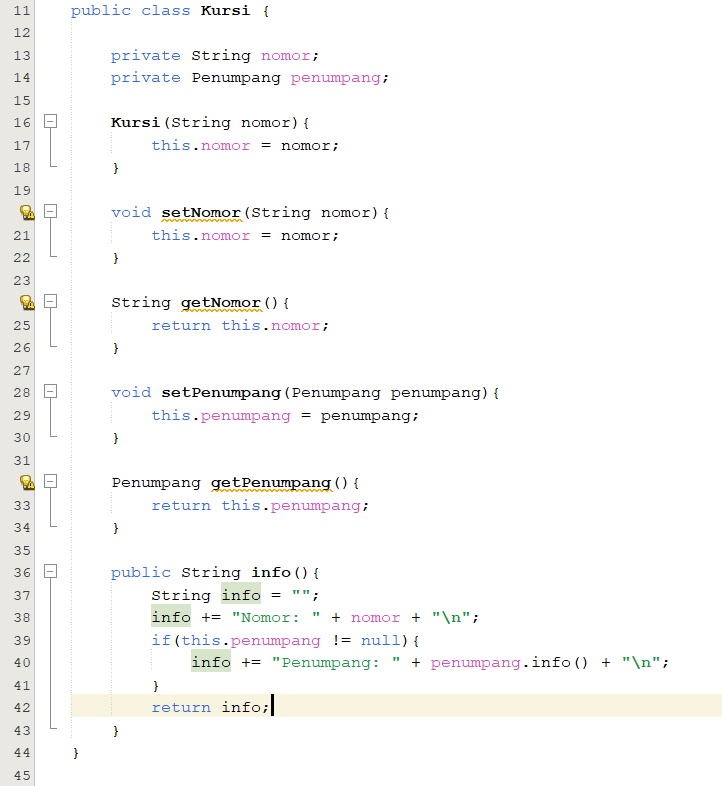 11 public class Kursi {
12
13 private String nomor;
14 private Penumpang penumpang;
15
16 Kursi(String nomor){
17 this.nomor = nomor;
18 }
19
void setNomor(String nomor){
21 this.nomor = nomor;
22 }
23
String getNomor(){
25 return this.nomor;
26 }
27
28 void setPenumpang(Penumpang penumpang){
29 this.penumpang = penumpang;
30 }
31
Penumpang getPenumpang(){
33 return this.penumpang;
34 }
35
36 public String info(){
37 String info = "";
38 info += "Nomor: " + nomor + "\n";
39 if(this.penumpang != null){
40 info += "Penumpang: " + penumpang.info() + "\n";
41 }
42 return info;
43 }
44 }
45